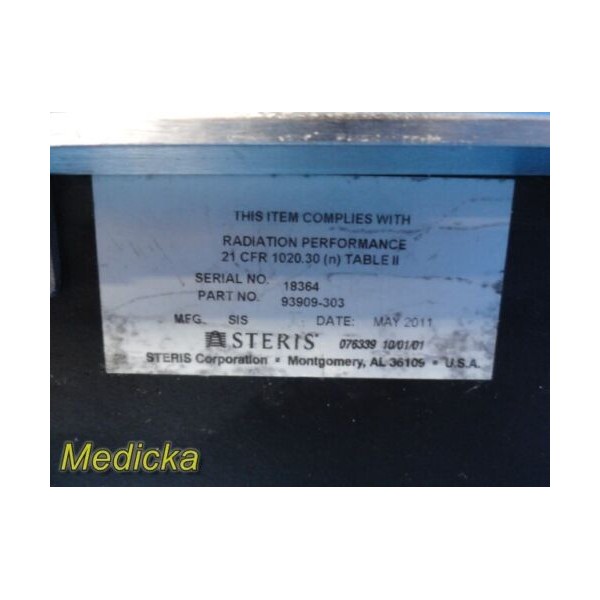 THIS ITEM COMPLIES WITH
RADIATION PERFORMANCE
21 CFR 1020.30 (n) TABLE II
SERIAL NO. 18364
PART NO. 93909-303
MFG. SIS DATE: MAY 2011
STERIS® 076339 10/01/01
STERIS Corporation ▪ Montgomery, AL 36109 ▪ U.S.A.
Medicka